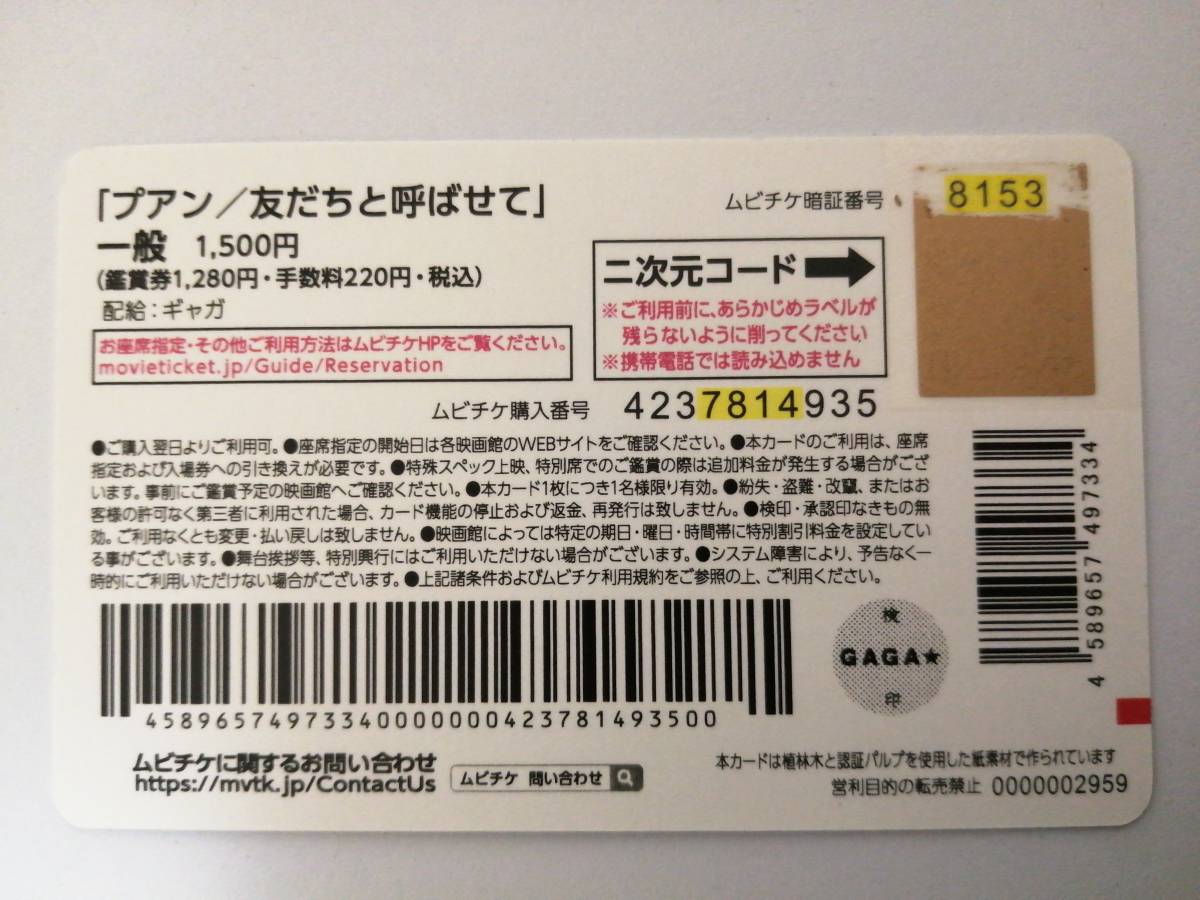 「プアン／友だちと呼ばせて」
一般 1,500円
(鑑賞券1,280円・手数料220円・税込)
配給：ギャガ
お座席指定・その他ご利用方法はムビチケHPをご覧ください。
movieticket.jp/Guide/Reservation
ムビチケ暗証番号
8153
二次元コード
※ご利用前に、あらかじめラベルが
残らないように削ってください
※携帯電話では読み込めません
ムビチケ購入番号 4237814935
●ご購入翌日よりご利用可。●座席指定の開始日は各映画館のWEBサイトをご確認ください。●本カードのご利用は、座席
指定および入場券への引き換えが必要です。●特殊スペック上映、特別席でのご鑑賞の際は追加料金が発生する場合がござ
います。事前にご鑑賞予定の映画館へご確認ください。●本カード1枚につき1名様限り有効。●紛失・盗難・改竄、またはお
客様の許可なく第三者に利用された場合、カード機能の停止および返金、再発行は致しません。●検印・承認印なきもの無
効。ご利用なくとも変更・払い戻しは致しません。●映画館によっては特定の期日・曜日・時間帯に特別割引料金を設定してい
る事がございます。●舞台挨拶等、特別興行にはご利用いただけない場合がございます。●システム障害により、予告なく一
時的にご利用いただけない場合がございます。●上記諸条件およびムビチケ利用規約をご参照の上、ご利用ください。
4589657497334
458965749733400000000423781493500
検
GAGA★
印
ムビチケに関するお問い合わせ
https://mvtk.jp/ContactUs
ムビチケ 問い合わせ
本カードは植林木と認証パルプを使用した紙素材で作られています
営利目的の転売禁止 0000002959